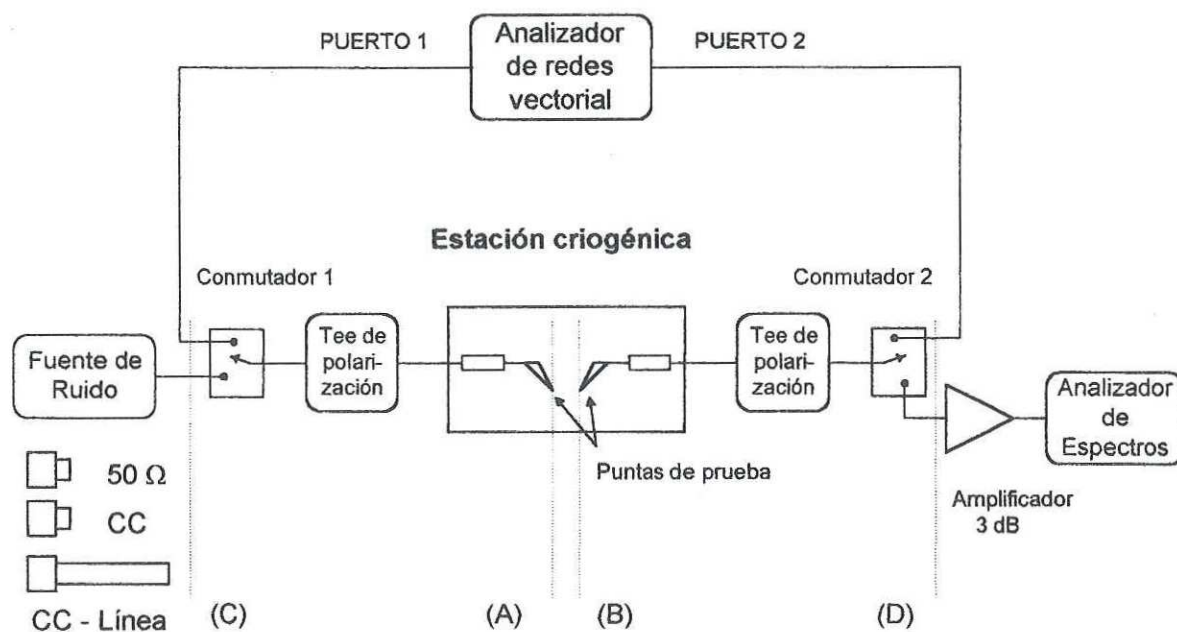 PUERTO 1
Analizador
de redes
vectorial
PUERTO 2
Estación criogénica
Conmutador 1
Conmutador 2
Fuente de
Ruido
Tee de
polari-
zación
Tee de
polari-
zación
Analizador
de
Espectros
Puntas de prueba
Amplificador
3 dB
50 Ω
CC
CC - Línea
(C)
(A)
(B)
(D)